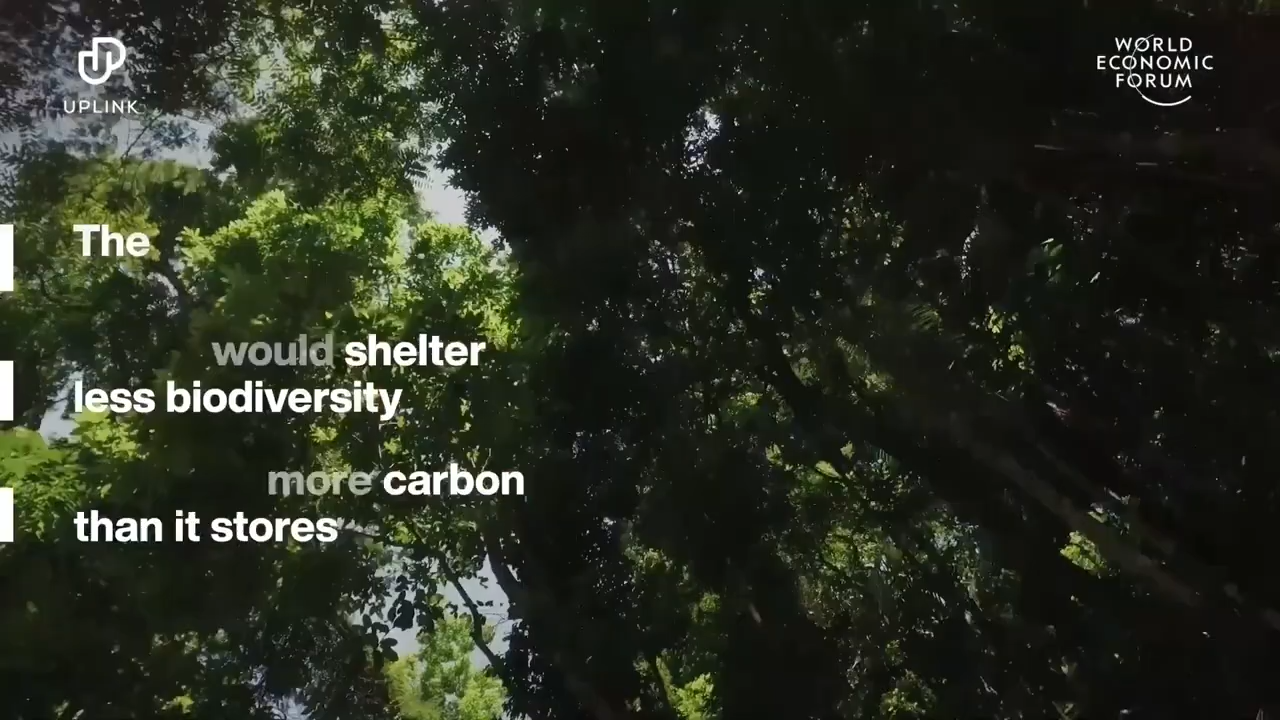 UPLINK
WORLD
ECONOMIC
FORUM
The
would shelter
less biodiversity
more carbon
than it stores